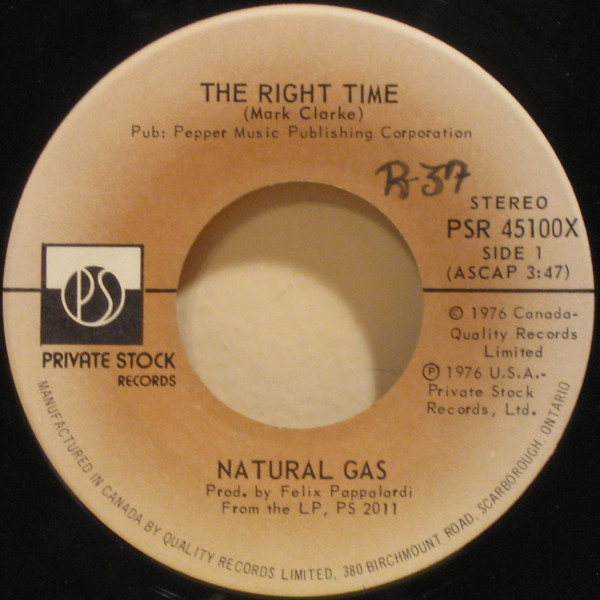 THE RIGHT TIME
(Mark Clarke)
Pub: Pepper Music Publishing Corporation
B-37
STEREO
PSR 45100X
SIDE 1
(ASCAP 3:47)
PS
PRIVATE STOCK
RECORDS
© 1976 Canada-
Quality Records
Limited
Ⓟ 1976 U.S.A.-
Private Stock
Records, Ltd.
NATURAL GAS
Prod. by Felix Pappalardi
From the LP, PS 2011
MANUFACTURED IN CANADA BY QUALITY RECORDS LIMITED, 380 BIRCHMOUNT ROAD, SCARBOROUGH, ONTARIO